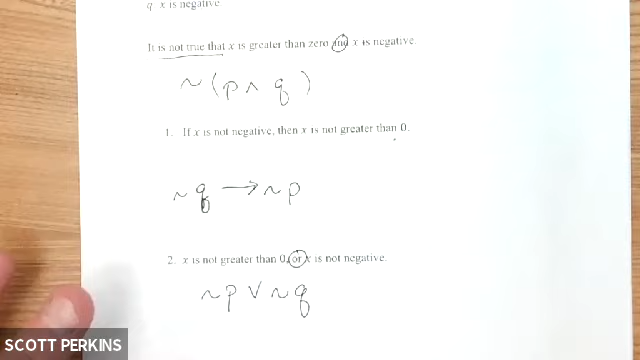 q x is negative
It is not true that x is greater than zero and x is negative.
~(p ∧ q)
1. If x is not negative, then x is not greater than 0.
~q → ~p
2. x is not greater than 0, or x is not negative.
~p ∨ ~q
SCOTT PERKINS